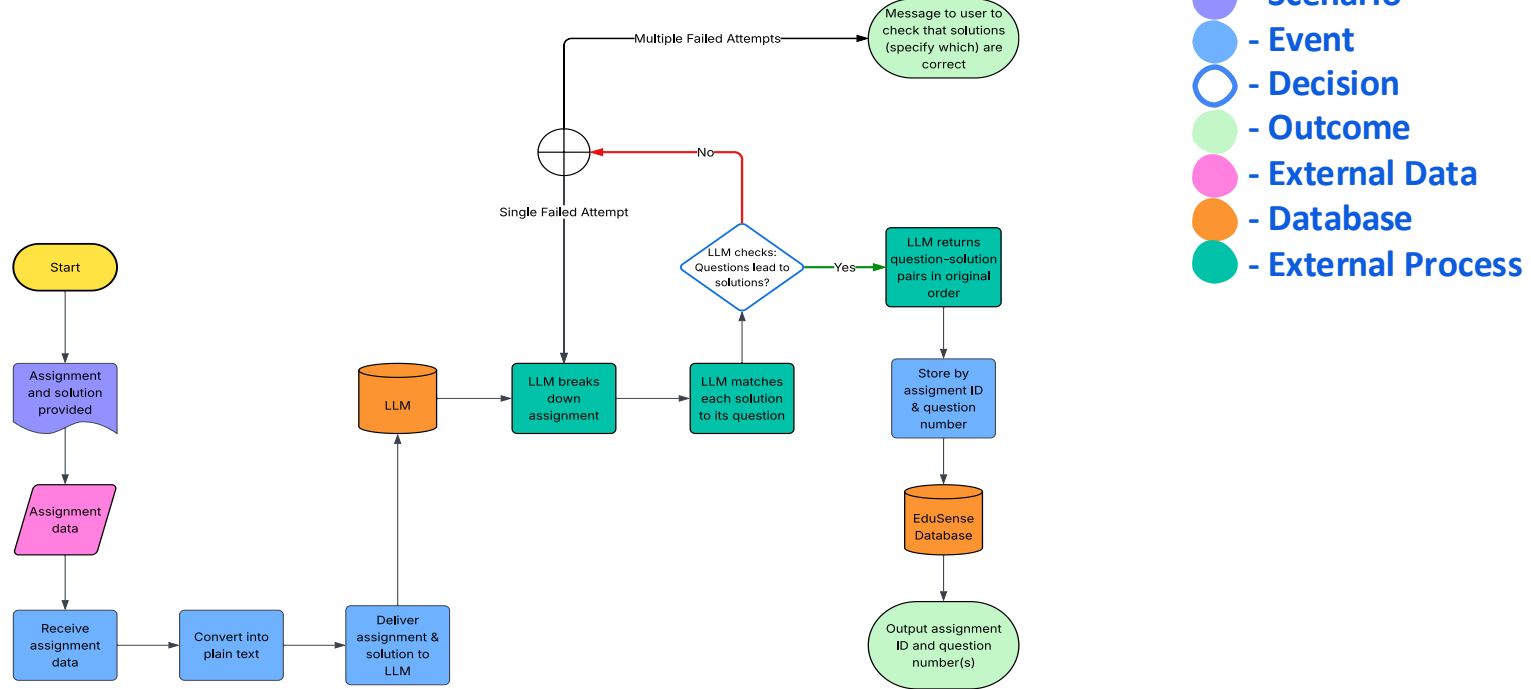 Message to user to
check that solutions
(specify which) are
correct
Multiple Failed Attempts
No
Single Failed Attempt
Start
LLM checks:
Questions lead to
solutions?
Yes
LLM returns
question-solution
pairs in original
order
Assignment
and solution
provided
LLM
LLM breaks
down
assignment
LLM matches
each solution
to its question
Store by
assigment ID
& question
number
Assignment
data
EduSense
Database
Receive
assignment
data
Convert into
plain text
Deliver
assignment &
solution to
LLM
Output assignment
ID and question
number(s)
- Scenario
- Event
- Decision
- Outcome
- External Data
- Database
- External Process